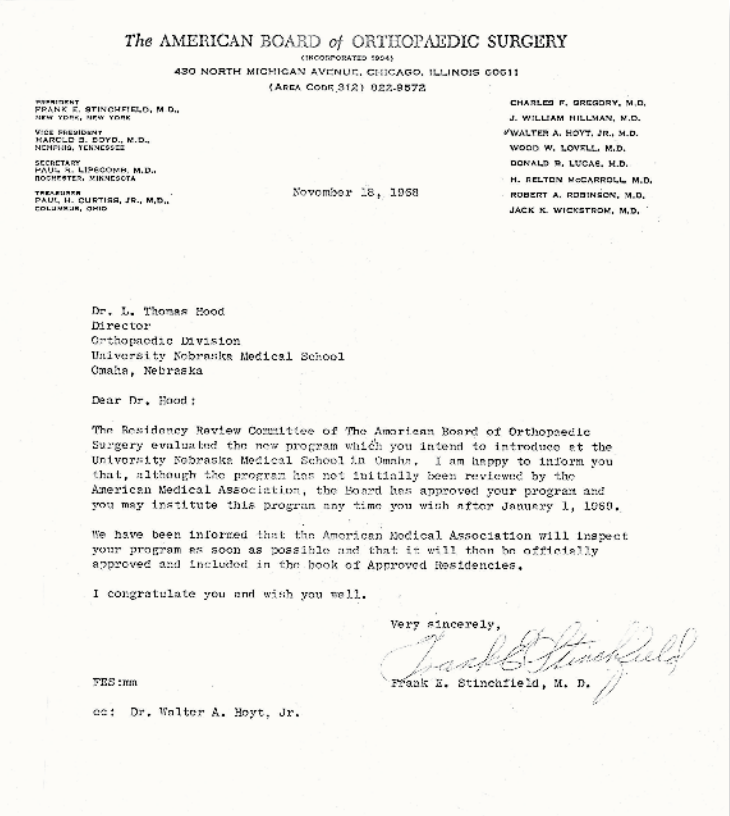 The AMERICAN BOARD of ORTHOPAEDIC SURGERY
(INCORPORATED 1934)
430 NORTH MICHIGAN AVENUE, CHICAGO, ILLINOIS 60611
(AREA CODE 312) 822-9572
PRESIDENT
FRANK E. STINCHFIELD, M.D.,
NEW YORK, NEW YORK
VICE PRESIDENT
HAROLD B. BOYD, M.D.,
MEMPHIS, TENNESSEE
SECRETARY
PAUL R. LIPSCOMB, M.D.,
ROCHESTER, MINNESOTA
TREASURER
PAUL H. CURTISS, JR., M.D.,
COLUMBUS, OHIO
CHARLES F. GREGORY, M.D.
J. WILLIAM HILLMAN, M.D.
WALTER A. HOYT, JR., M.D.
WOOD W. LOVELL, M.D.
DONALD B. LUCAS, M.D.
H. RELTON McCARROLL, M.D.
ROBERT A. ROBINSON, M.D.
JACK K. WICKSTROM, M.D.
November 18, 1968
Dr. L. Thomas Hood
Director
Orthopaedic Division
University Nebraska Medical School
Omaha, Nebraska
Dear Dr. Hood:
The Residency Review Committee of The American Board of Orthopaedic
Surgery evaluated the new program which you intend to introduce at the
University Nebraska Medical School in Omaha. I am happy to inform you
that, although the program has not initially been reviewed by the
American Medical Association, the Board has approved your program and
you may institute this program any time you wish after January 1, 1969.
We have been informed that the American Medical Association will inspect
your program as soon as possible and that it will then be officially
approved and included in the book of Approved Residencies.
I congratulate you and wish you well.
Very sincerely,
Frank E. Stinchfield
Frank E. Stinchfield, M. D.
FES:mm
cc: Dr. Walter A. Hoyt, Jr.